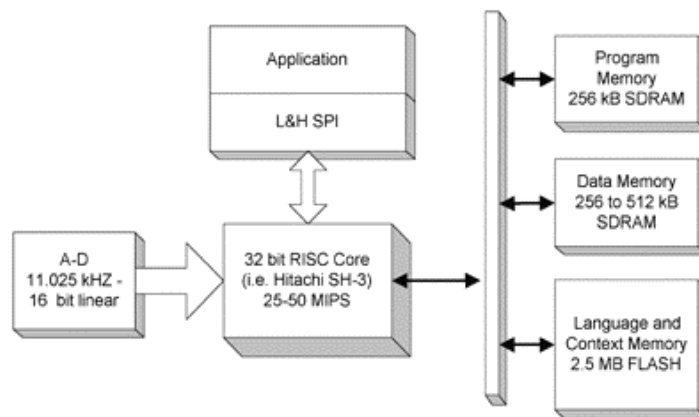 Application
L&H SPI
A-D
11.025 kHZ -
16 bit linear
32 bit RISC Core
(i.e. Hitachi SH-3)
25-50 MIPS
Program
Memory
256 kB SDRAM
Data Memory
256 to 512 kB
SDRAM
Language and
Context Memory
2.5 MB FLASH